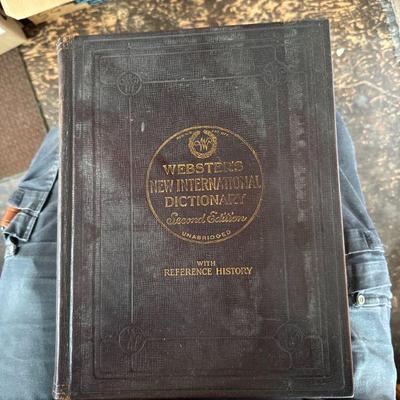 WEBSTER'S
NEW INTERNATIONAL
DICTIONARY
Second Edition
UNABRIDGED
WITH
REFERENCE HISTORY